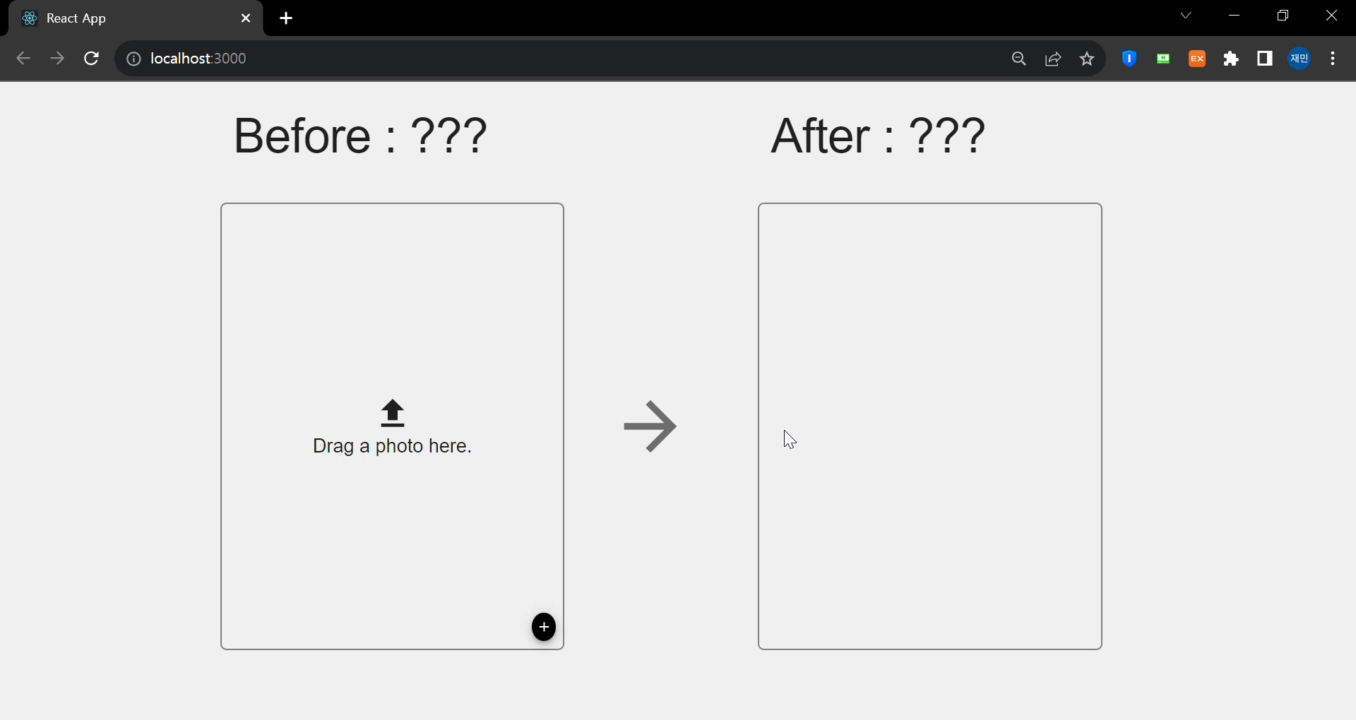 React App
localhost:3000
EX
재민
Before : ???
After : ???
Drag a photo here.